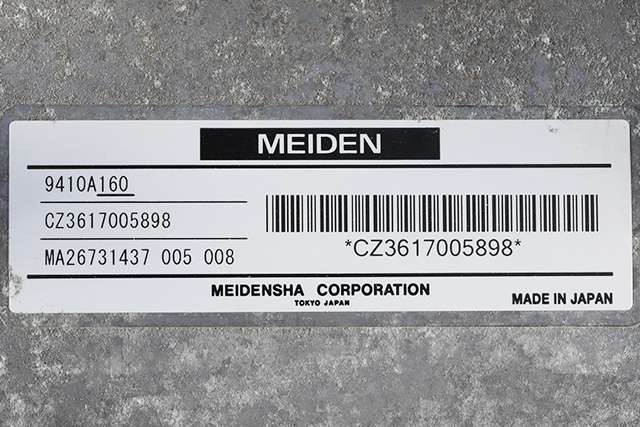 MEIDEN
9410A160
CZ3617005898
MA26731437 005 008
*CZ3617005898*
MEIDENSHA CORPORATION
TOKYO JAPAN
MADE IN JAPAN